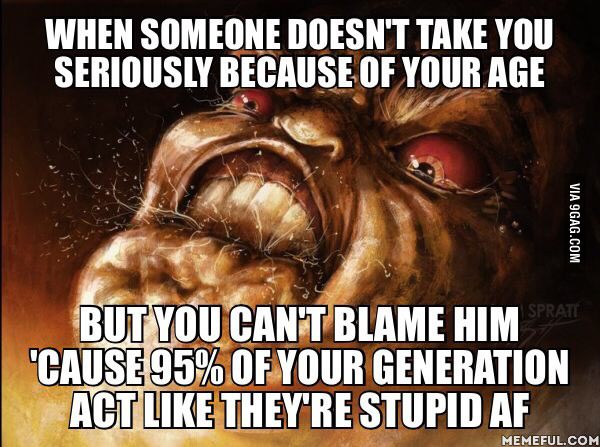 WHEN SOMEONE DOESN'T TAKE YOU
SERIOUSLY BECAUSE OF YOUR AGE
VIA 9GAG.COM
SPRATT
BUT YOU CAN'T BLAME HIM
'CAUSE 95% OF YOUR GENERATION
ACT LIKE THEY'RE STUPID AF
MEMEFUL.COM